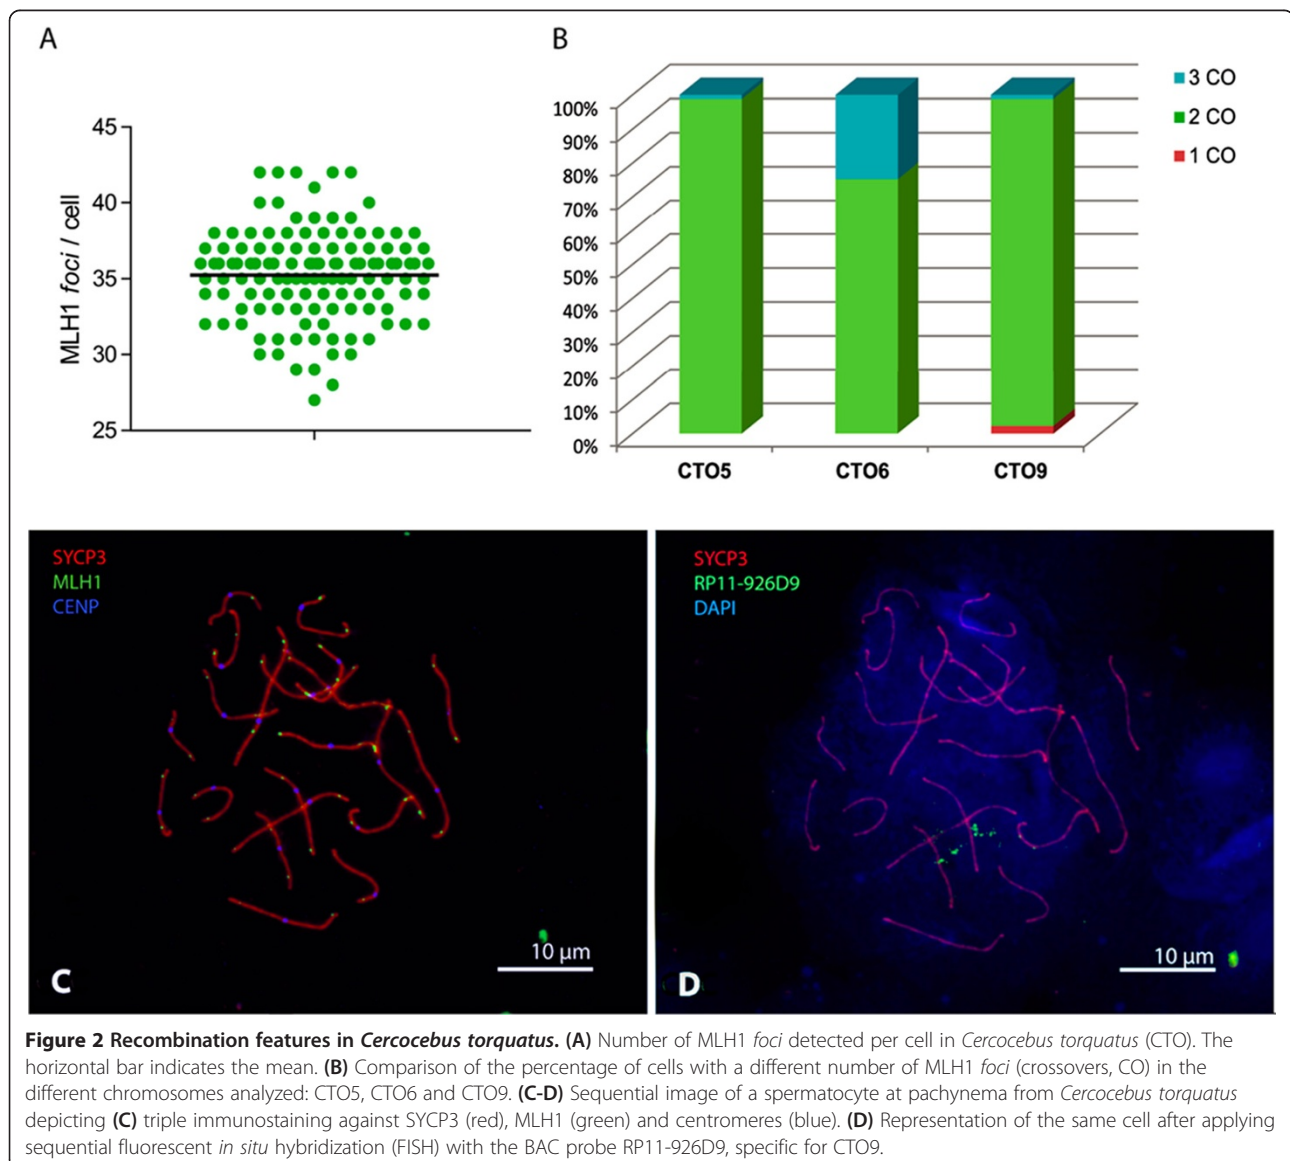 A
MLH1 foci / cell
45
40
35
30
25
B
100%
90%
80%
70%
60%
50%
40%
30%
20%
10%
0%
CTO5
CTO6
CTO9
3 CO
2 CO
1 CO
SYCP3
MLH1
CENP
10 µm
C
SYCP3
RP11-926D9
DAPI
10 µm
D
Figure 2 Recombination features in Cercocebus torquatus. (A) Number of MLH1 foci detected per cell in Cercocebus torquatus (CTO). The
horizontal bar indicates the mean. (B) Comparison of the percentage of cells with a different number of MLH1 foci (crossovers, CO) in the
different chromosomes analyzed: CTO5, CTO6 and CTO9. (C-D) Sequential image of a spermatocyte at pachynema from Cercocebus torquatus
depicting (C) triple immunostaining against SYCP3 (red), MLH1 (green) and centromeres (blue). (D) Representation of the same cell after applying
sequential fluorescent in situ hybridization (FISH) with the BAC probe RP11-926D9, specific for CTO9.